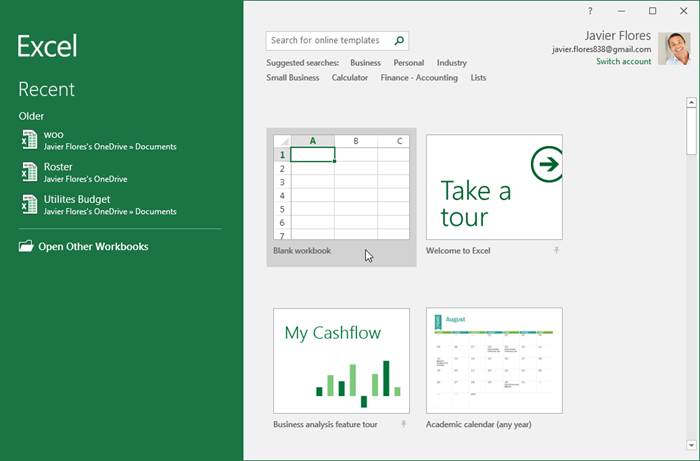 Excel
Recent
Older
woo
Javier Flores's OneDrive » Documents
Roster
Javier Flores's OneDrive
Utilites Budget
Javier Flores's OneDrive » Documents
Open Other Workbooks
?
Search for online templates
Suggested searches: Business Personal Industry
Small Business Calculator Finance - Accounting Lists
Javier Flores
javier.flores838@gmail.com
Switch account
A B C
1
2
3
4
5
6
7
Blank workbook
Take a
tour
Welcome to Excel
My Cashflow
Business analysis feature tour
August
Academic calendar (any year)